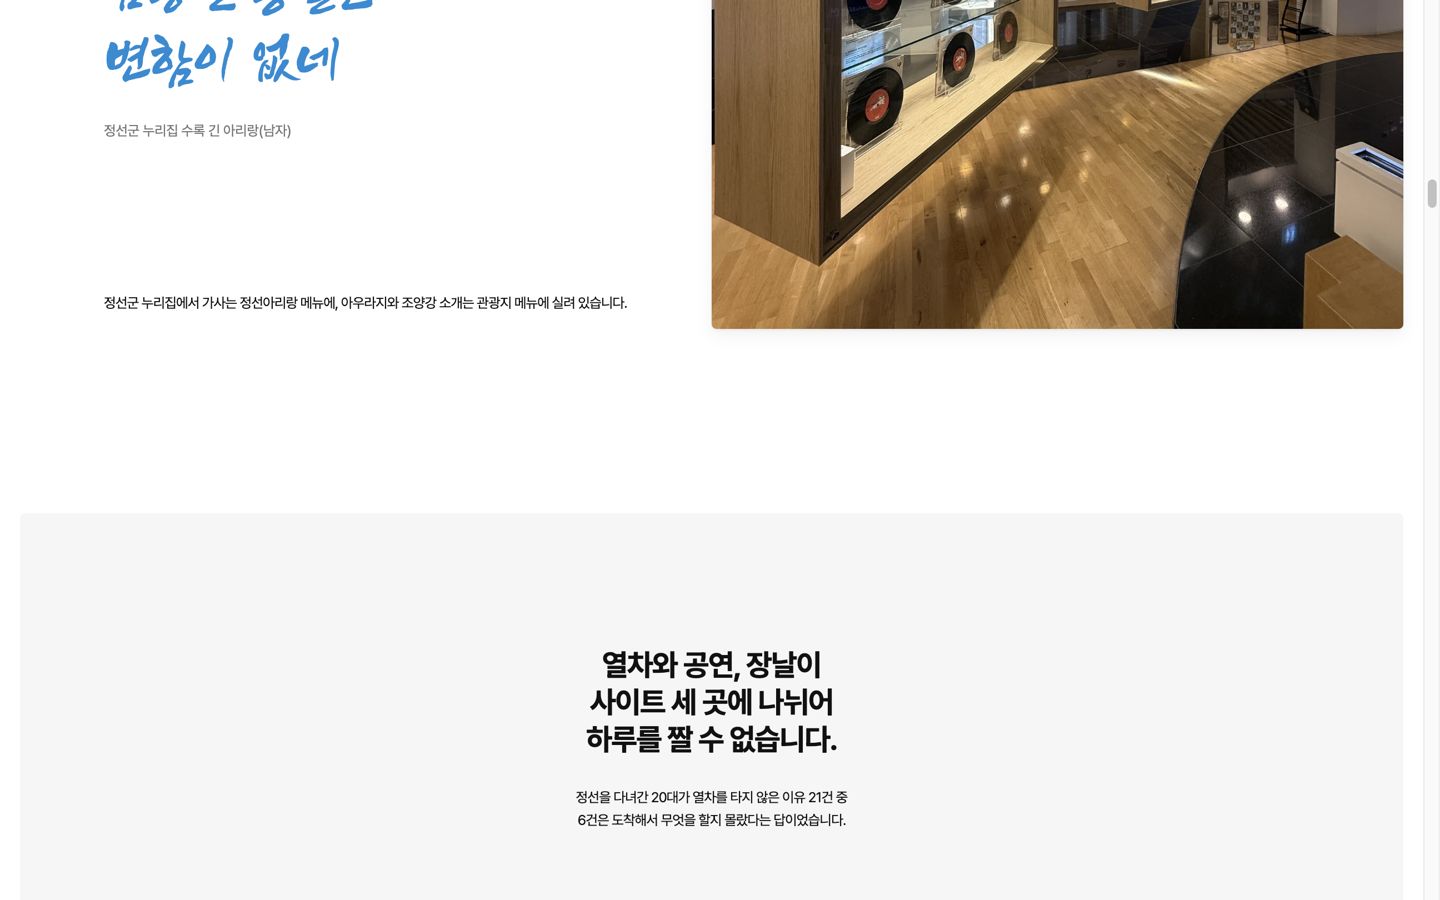 변함이 없네
정선군 누리집 수록 긴 아리랑(남자)
정선군 누리집에서 가사는 정선아리랑 메뉴에, 아우라지와 조양강 소개는 관광지 메뉴에 실려 있습니다.
열차와 공연, 장날이
사이트 세 곳에 나뉘어
하루를 짤 수 없습니다.
정선을 다녀간 20대가 열차를 타지 않은 이유 21건 중
6건은 도착해서 무엇을 할지 몰랐다는 답이었습니다.